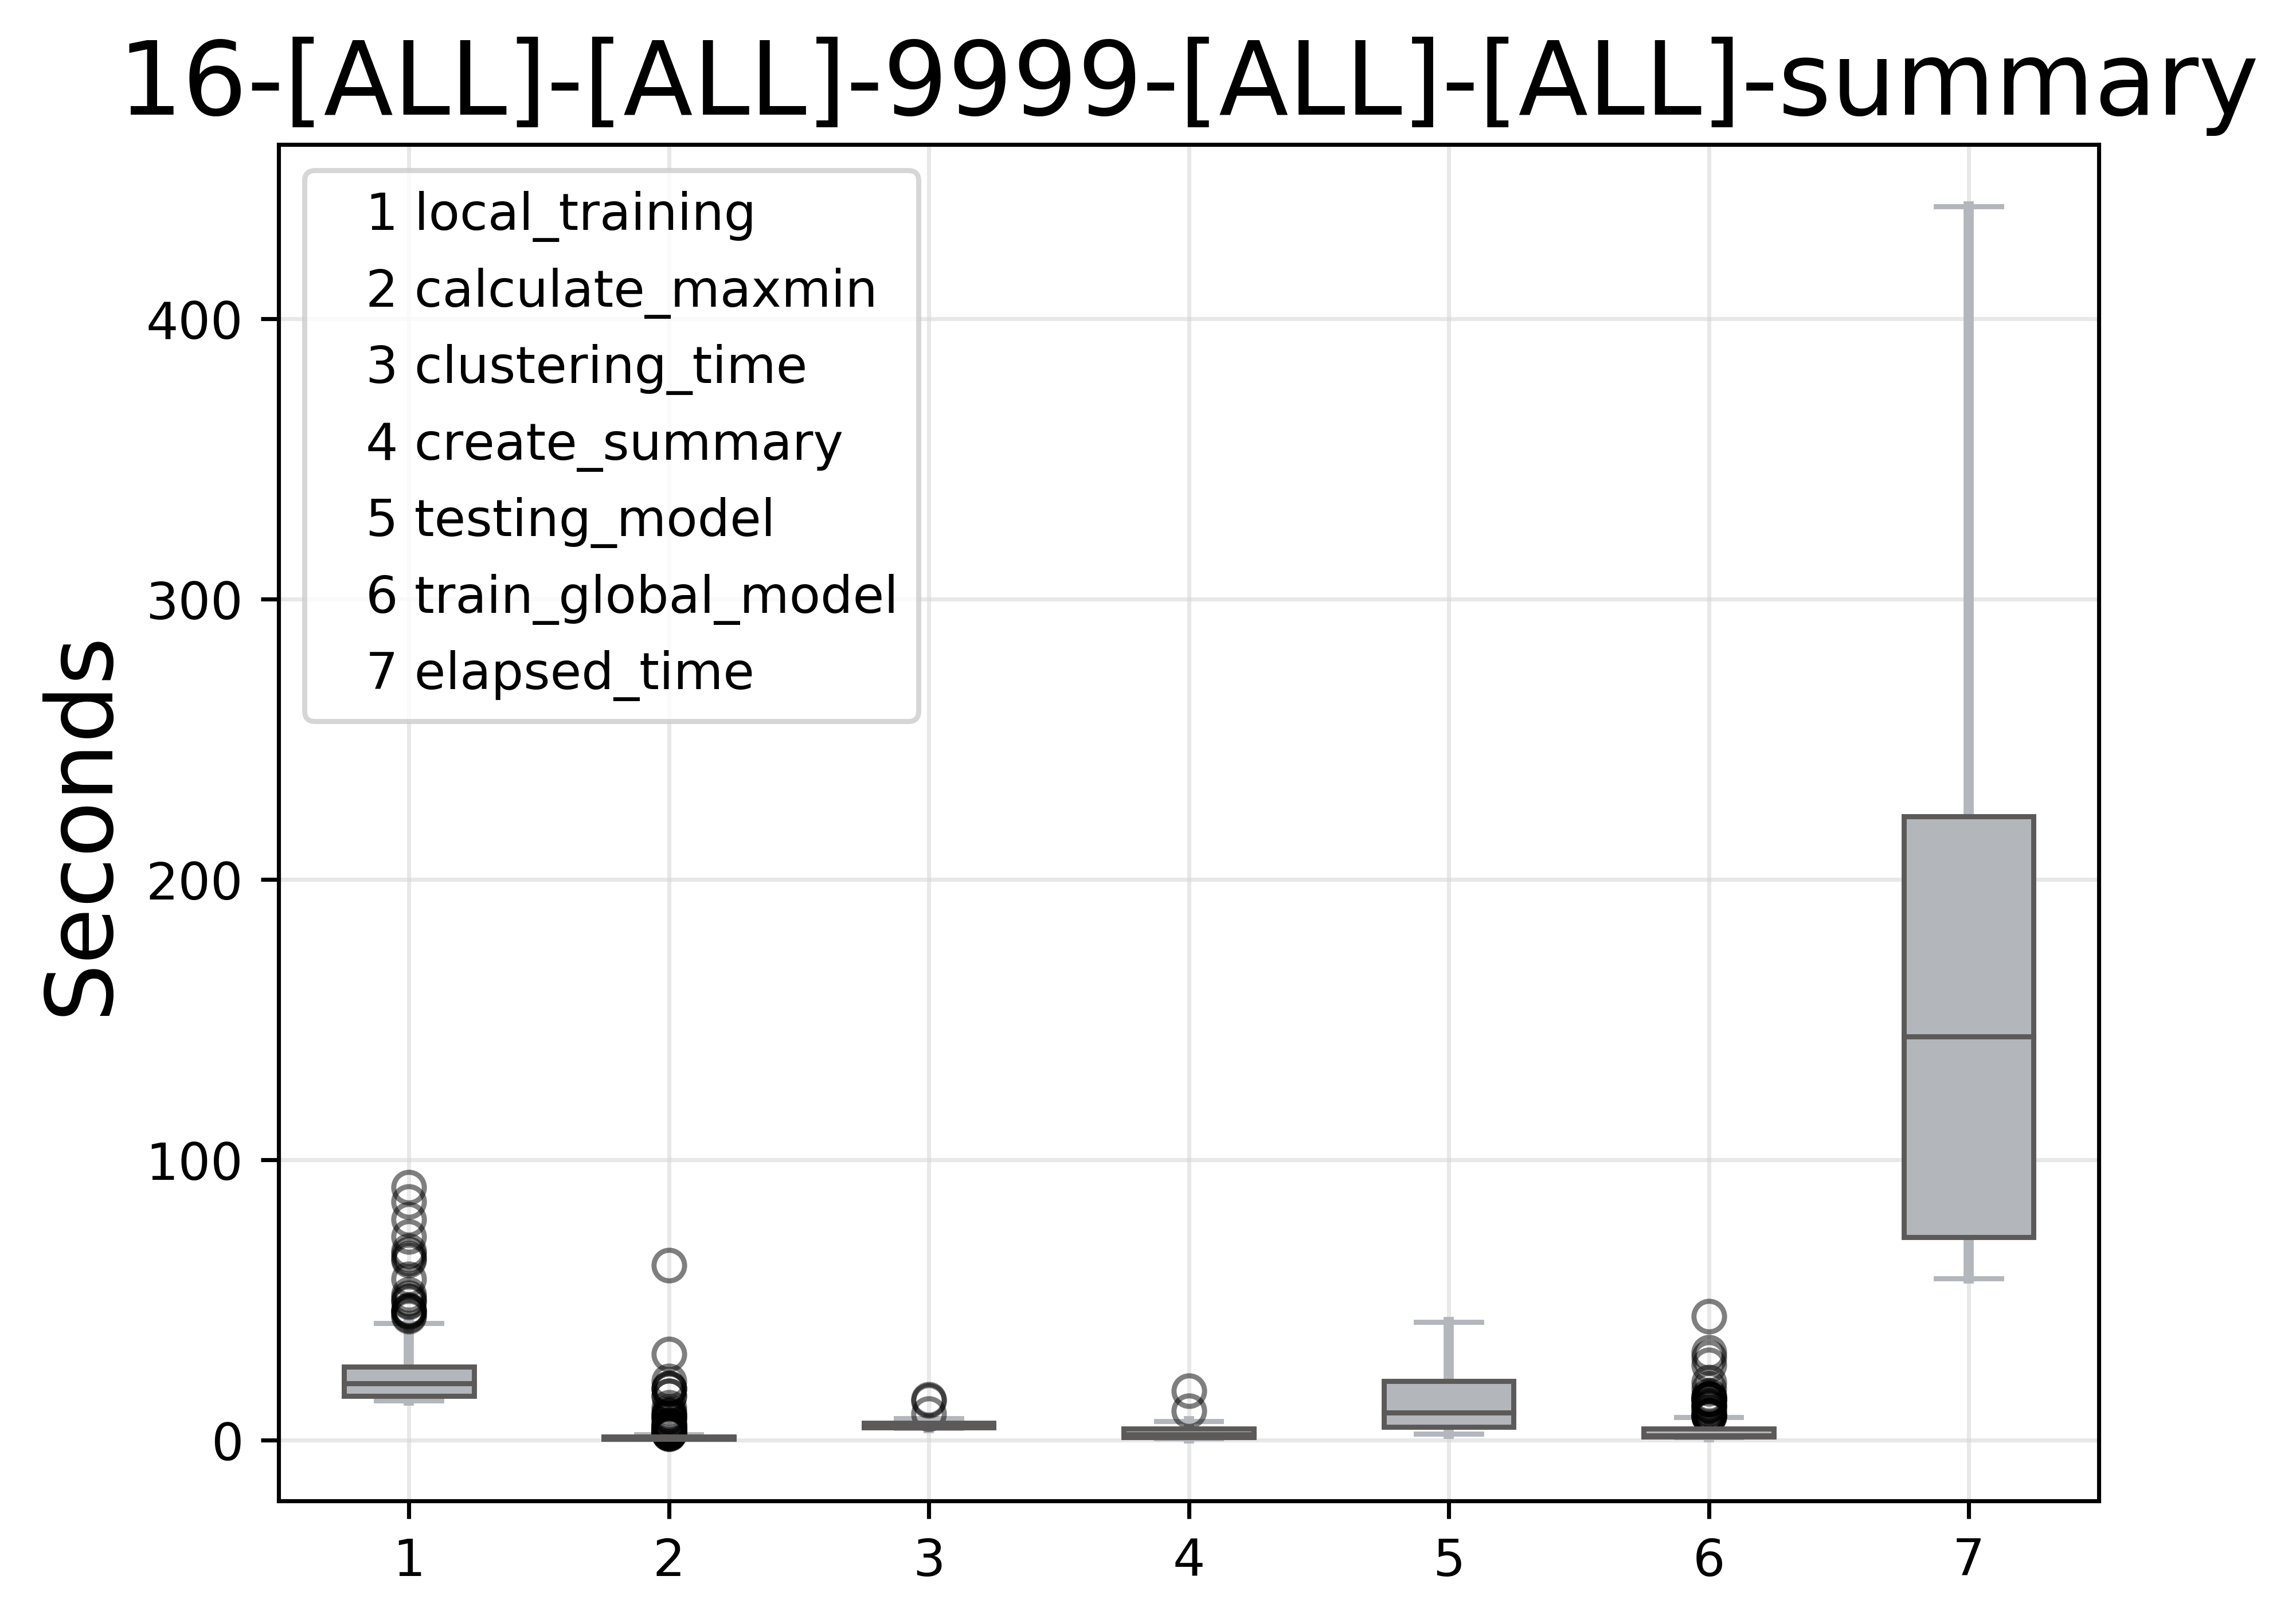 16-[ALL]-[ALL]-9999-[ALL]-[ALL]-summary
1 local_training
2 calculate_maxmin
3 clustering_time
4 create_summary
5 testing_model
6 train_global_model
7 elapsed_time
Seconds
400
300
200
100
0
1 2 3 4 5 6 7